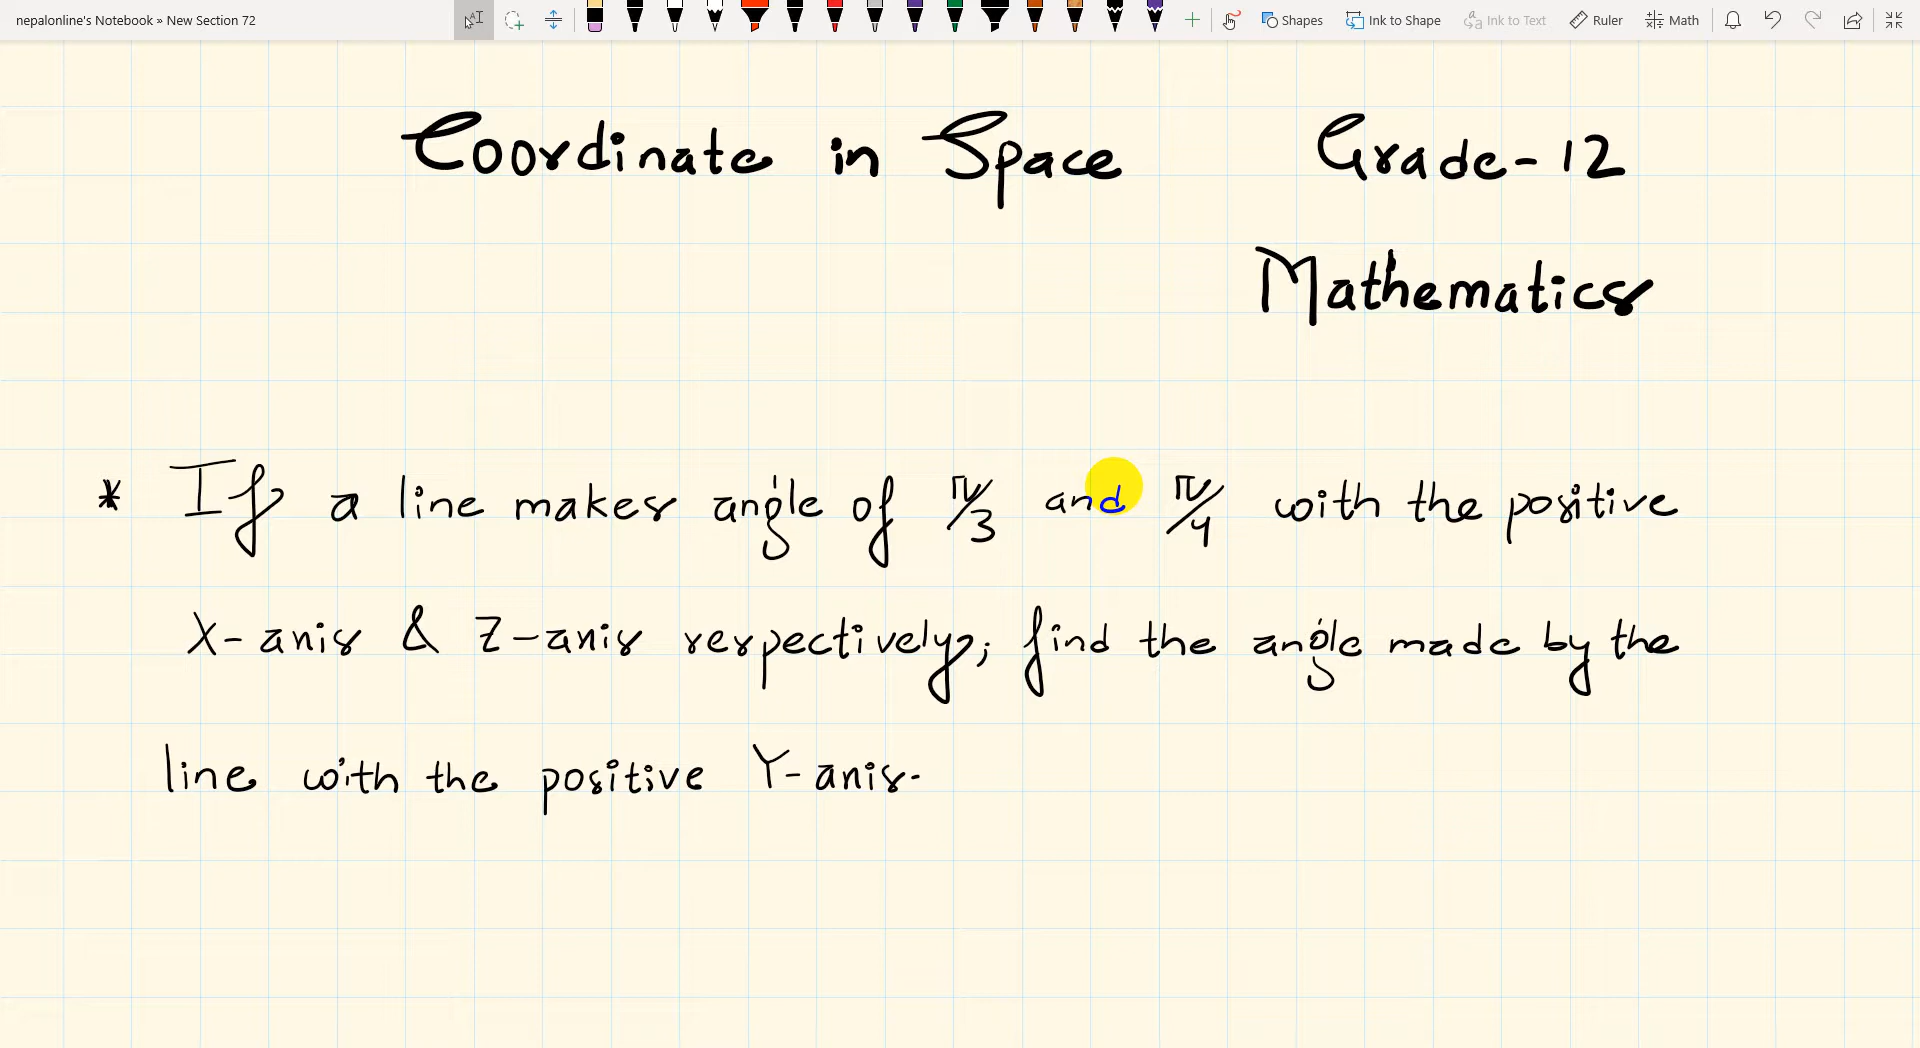 nepalonline's Notebook » New Section 72 Shapes Ink to Shape Ink to Text Ruler Math
Coordinate in Space Grade-12
Mathematics
* If a line makes angle of π/3 and π/4 with the positive
X-axis & Z-axis respectively; find the angle made by the
line with the positive Y-axis.